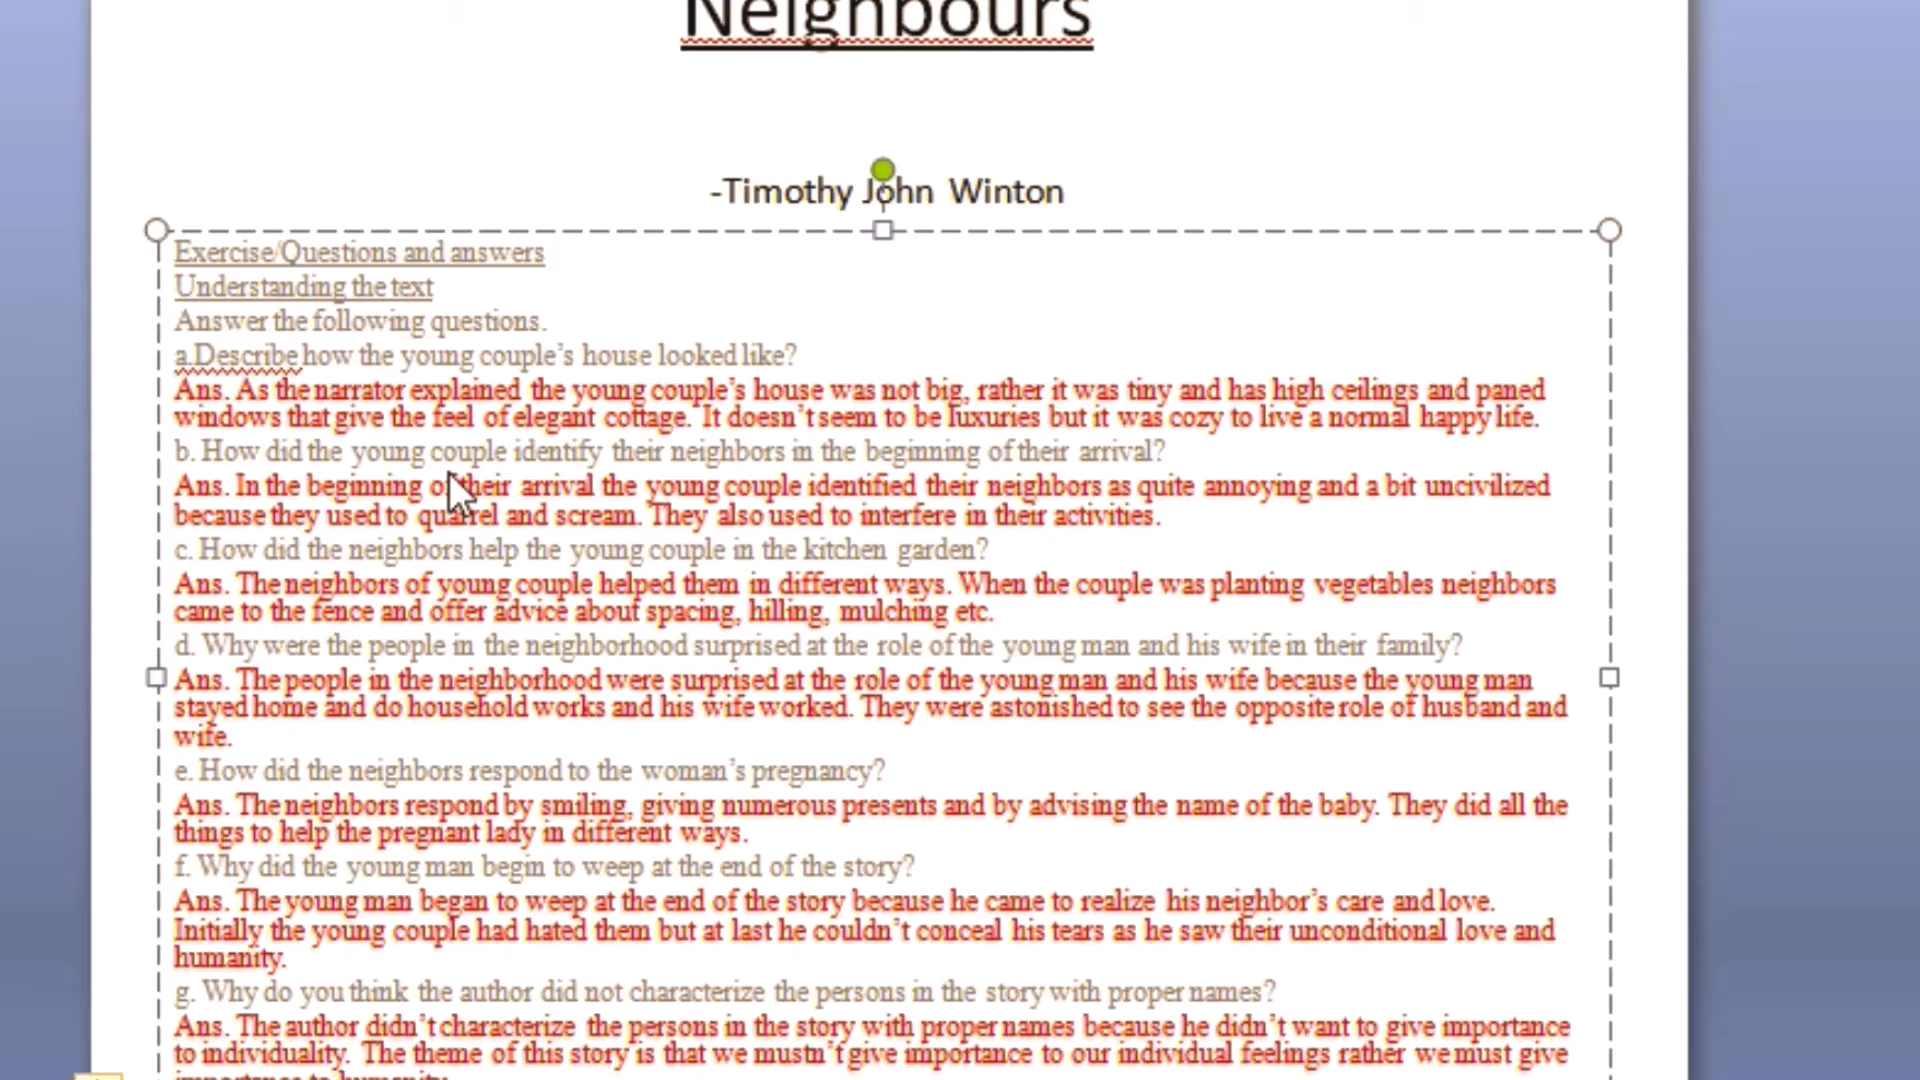 Neighbours
-Timothy John Winton
Exercise/Questions and answers
Understanding the text
Answer the following questions.
a.Describe how the young couple's house looked like?
Ans. As the narrator explained the young couple's house was not big, rather it was tiny and has high ceilings and paned
windows that give the feel of elegant cottage. It doesn't seem to be luxuries but it was cozy to live a normal happy life.
b. How did the young couple identify their neighbors in the beginning of their arrival?
Ans. In the beginning of their arrival the young couple identified their neighbors as quite annoying and a bit uncivilized
because they used to quarrel and scream. They also used to interfere in their activities.
c. How did the neighbors help the young couple in the kitchen garden?
Ans. The neighbors of young couple helped them in different ways. When the couple was planting vegetables neighbors
came to the fence and offer advice about spacing, hilling, mulching etc.
d. Why were the people in the neighborhood surprised at the role of the young man and his wife in their family?
Ans. The people in the neighborhood were surprised at the role of the young man and his wife because the young man
stayed home and do household works and his wife worked. They were astonished to see the opposite role of husband and
wife.
e. How did the neighbors respond to the woman's pregnancy?
Ans. The neighbors respond by smiling, giving numerous presents and by advising the name of the baby. They did all the
things to help the pregnant lady in different ways.
f. Why did the young man begin to weep at the end of the story?
Ans. The young man began to weep at the end of the story because he came to realize his neighbor's care and love.
Initially the young couple had hated them but at last he couldn't conceal his tears as he saw their unconditional love and
humanity.
g. Why do you think the author did not characterize the persons in the story with proper names?
Ans. The author didn't characterize the persons in the story with proper names because he didn't want to give importance
to individuality. The theme of this story is that we mustn't give importance to our individual feelings rather we must give
importance to humanity.